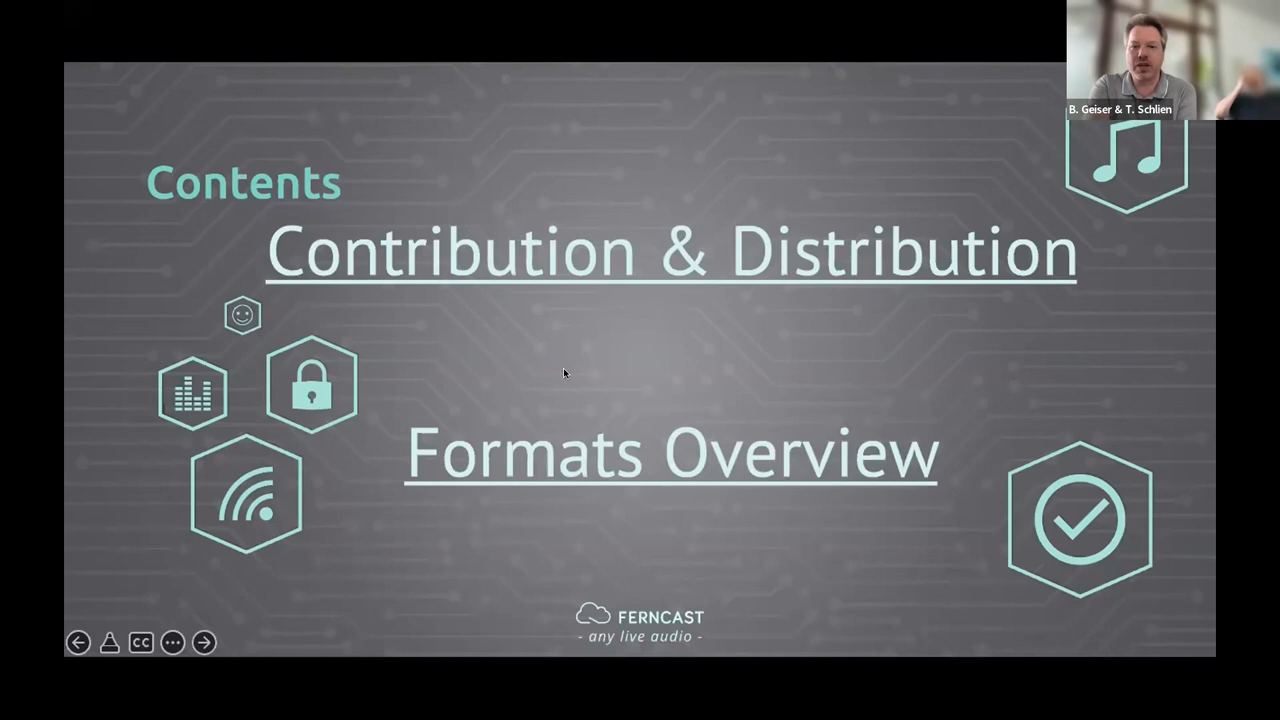 B. Geiser & T. Schlien
Contents
Contribution & Distribution
Formats Overview
FERNCAST
- any live audio -
CC